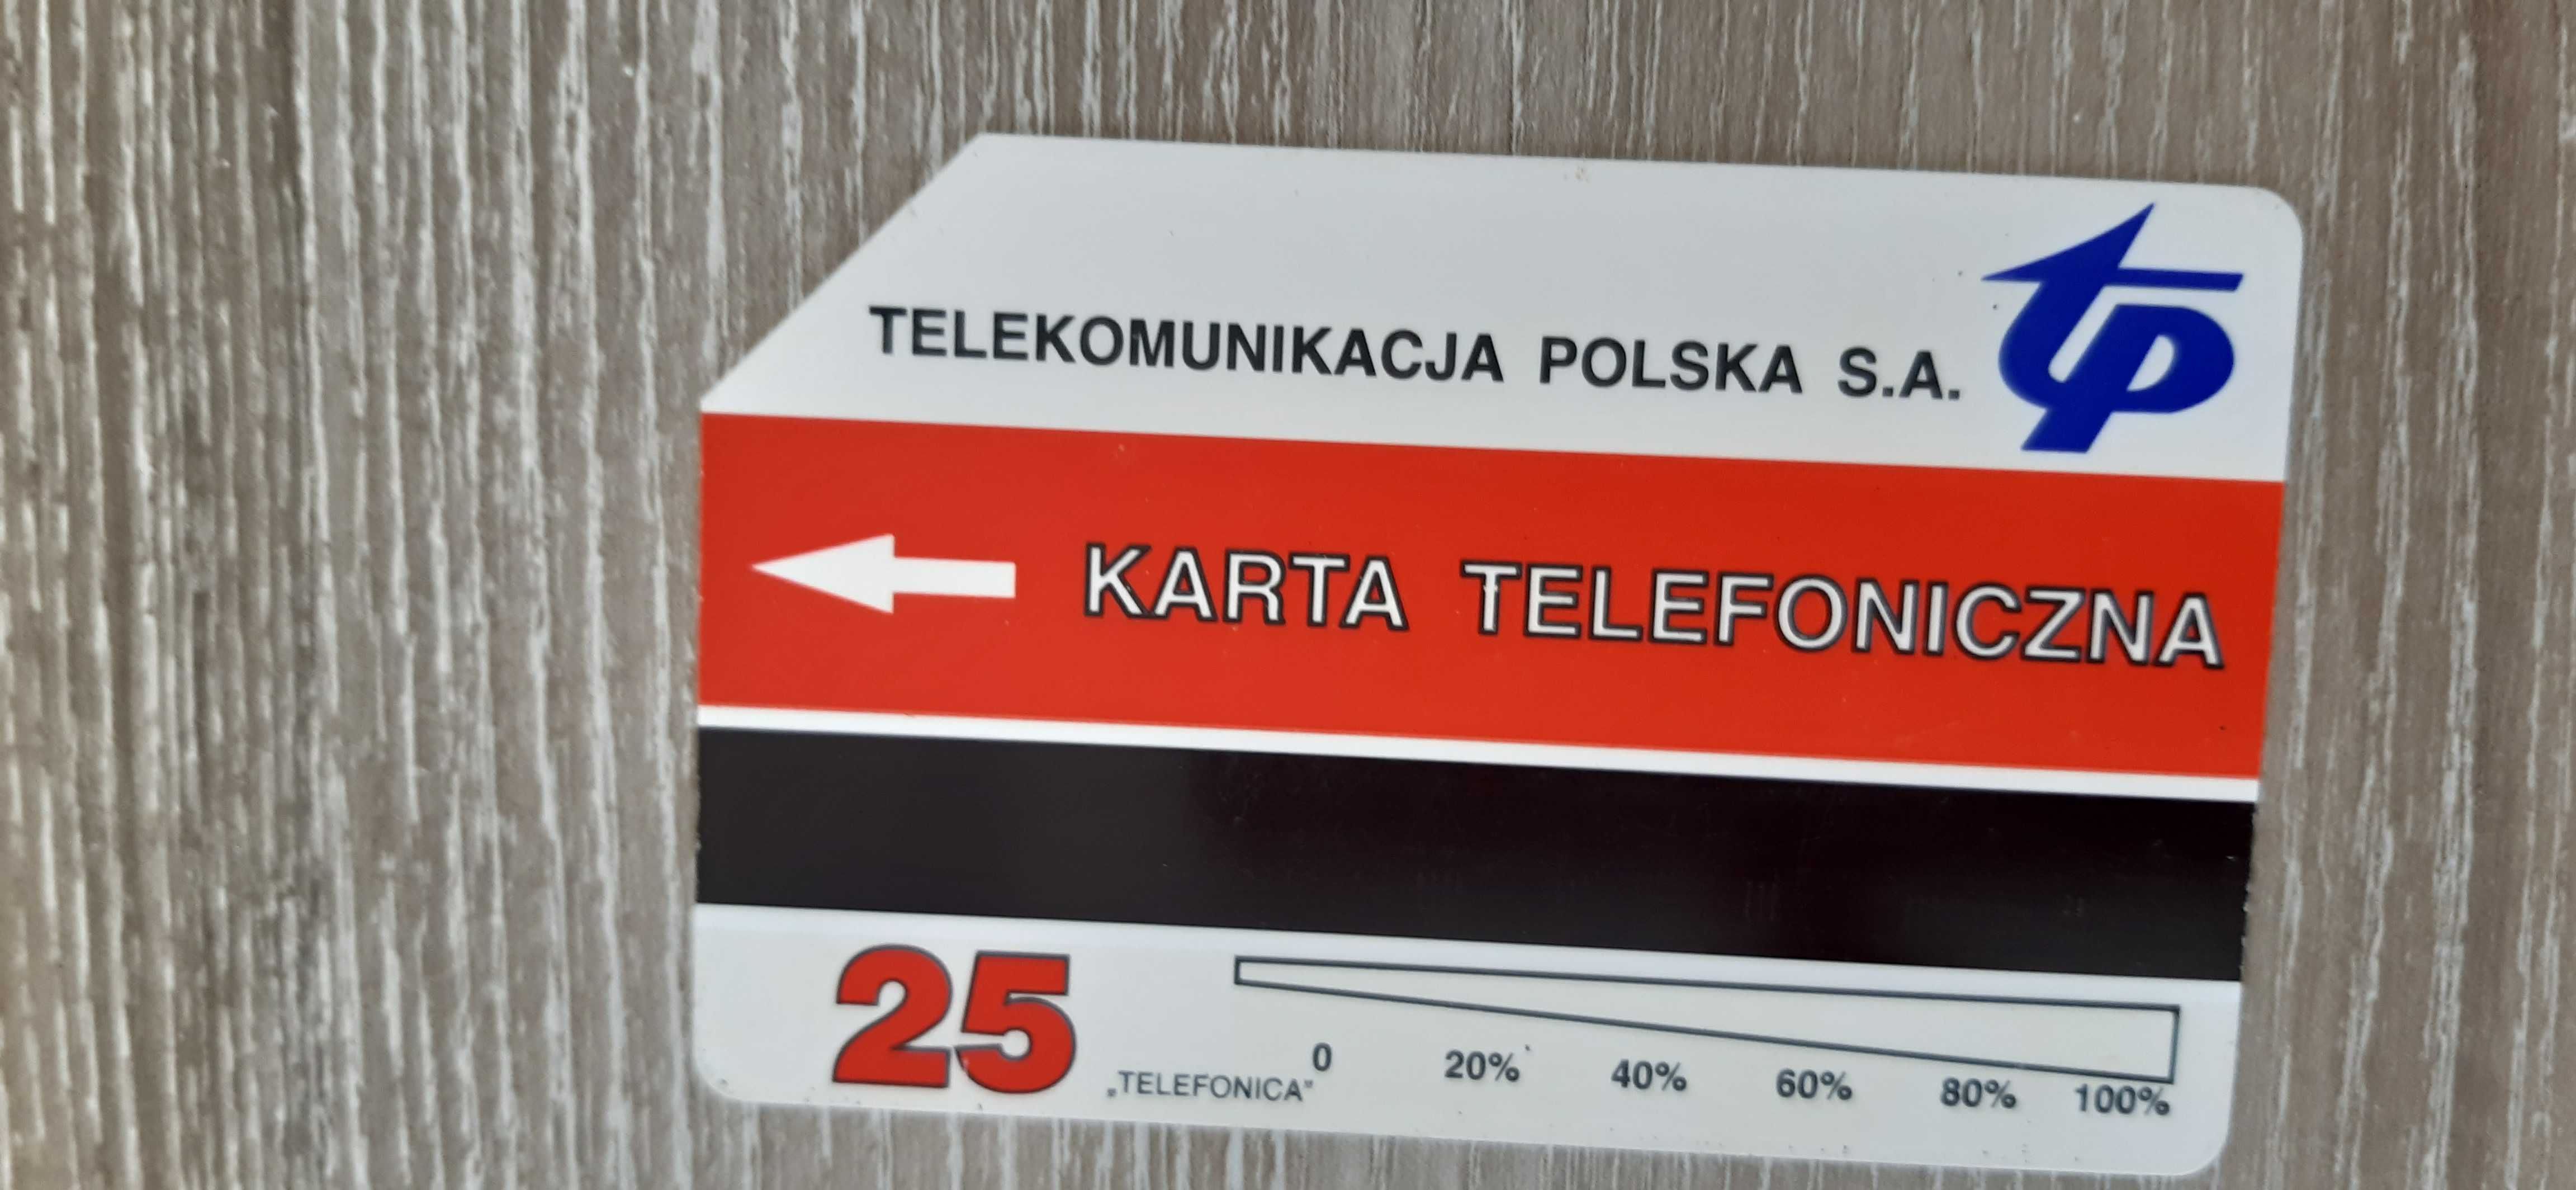 TELEKOMUNIKACJA POLSKA S.A. tp
KARTA TELEFONICZNA
25 „TELEFONICA" 0 20% 40% 60% 80% 100%